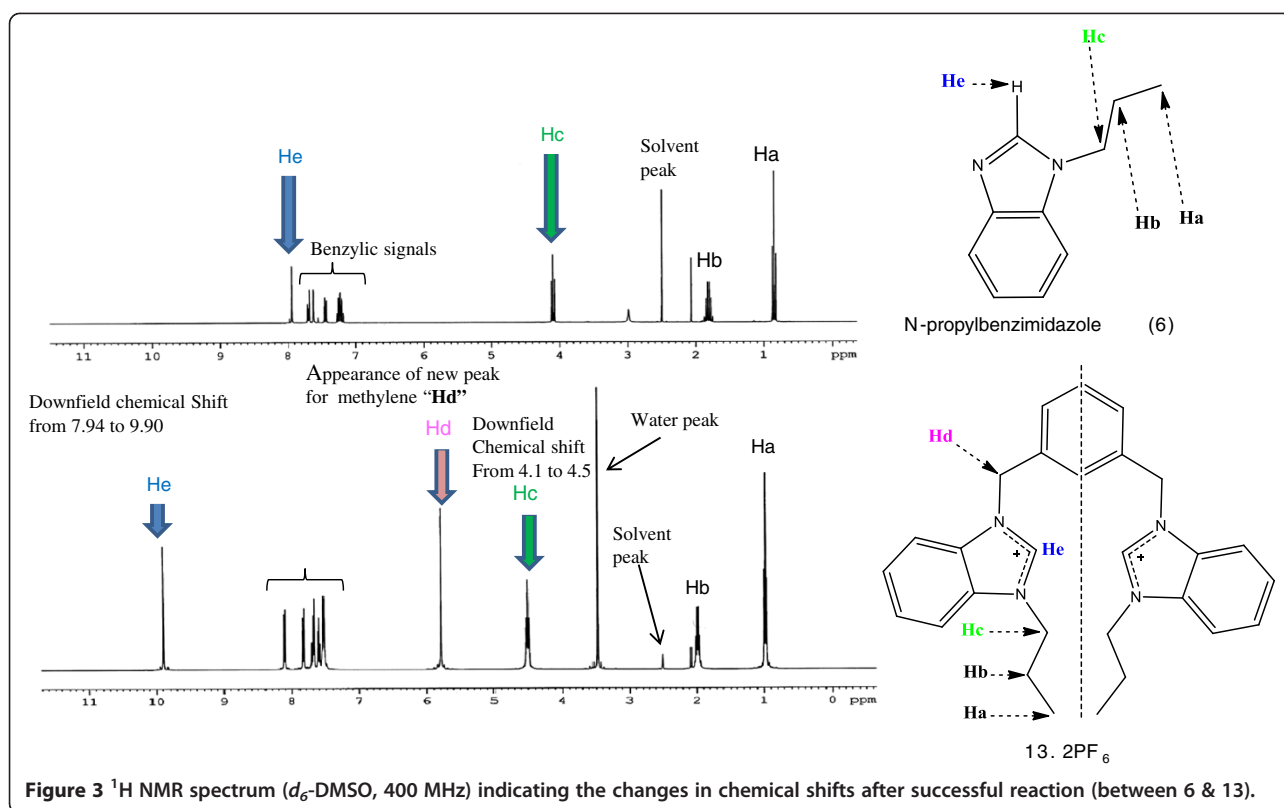 He
Hc
Solvent
peak
Ha
Benzylic signals
Hb
11 10 9 8 7 6 5 4 3 2 1 ppm
Hc
He
H
N
N
Hb
Ha
N-propylbenzimidazole (6)
Downfield chemical Shift
from 7.94 to 9.90
Appearance of new peak
for methylene “Hd”
Downfield
Chemical shift
From 4.1 to 4.5
Water peak
He
Hd
Hc
Solvent
peak
Hb
Ha
11 10 9 8 7 6 5 4 3 2 1 0 ppm
Hd
N
N
+
He
+
N
N
Hc
Hb
Ha
13. 2PF6
Figure 3 1H NMR spectrum (d6-DMSO, 400 MHz) indicating the changes in chemical shifts after successful reaction (between 6 & 13).